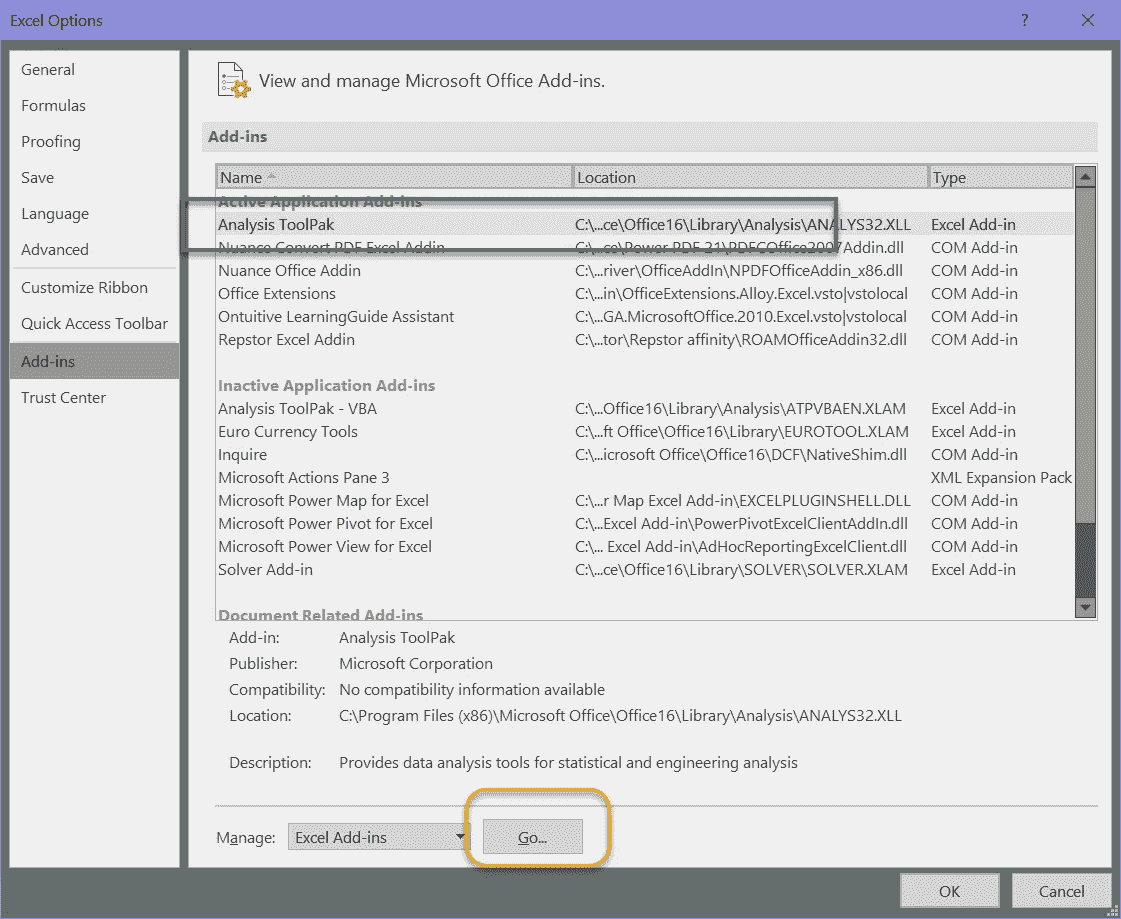 Excel Options
?
General
Formulas
Proofing
Save
Language
Advanced
Customize Ribbon
Quick Access Toolbar
Add-ins
Trust Center
View and manage Microsoft Office Add-ins.
Add-ins
Name Location Type
Active Application Add-ins
Analysis ToolPak C:\...ce\Office16\Library\Analysis\ANALYS32.XLL Excel Add-in
Nuance Convert PDF Excel Addin C:\...ce\Power PDF 21\PDFCOffice2007Addin.dll COM Add-in
Nuance Office Addin C:\...river\OfficeAddIn\NPDFOfficeAddin_x86.dll COM Add-in
Office Extensions C:\...in\OfficeExtensions.Alloy.Excel.vsto|vstolocal COM Add-in
Ontuitive LearningGuide Assistant C:\...GA.MicrosoftOffice.2010.Excel.vsto|vstolocal COM Add-in
Repstor Excel Addin C:\...tor\Repstor affinity\ROAMOfficeAddin32.dll COM Add-in
Inactive Application Add-ins
Analysis ToolPak - VBA C:\...Office16\Library\Analysis\ATPVBAEN.XLAM Excel Add-in
Euro Currency Tools C:\...ft Office\Office16\Library\EUROTOOL.XLAM Excel Add-in
Inquire C:\...icrosoft Office\Office16\DCF\NativeShim.dll COM Add-in
Microsoft Actions Pane 3 XML Expansion Pack
Microsoft Power Map for Excel C:\...r Map Excel Add-in\EXCELPLUGINSHELL.DLL COM Add-in
Microsoft Power Pivot for Excel C:\...Excel Add-in\PowerPivotExcelClientAddIn.dll COM Add-in
Microsoft Power View for Excel C:\... Excel Add-in\AdHocReportingExcelClient.dll COM Add-in
Solver Add-in C:\...ce\Office16\Library\SOLVER\SOLVER.XLAM Excel Add-in
Document Related Add-ins
Add-in: Analysis ToolPak
Publisher: Microsoft Corporation
Compatibility: No compatibility information available
Location: C:\Program Files (x86)\Microsoft Office\Office16\Library\Analysis\ANALYS32.XLL
Description: Provides data analysis tools for statistical and engineering analysis
Manage: Excel Add-ins Go...
OK Cancel